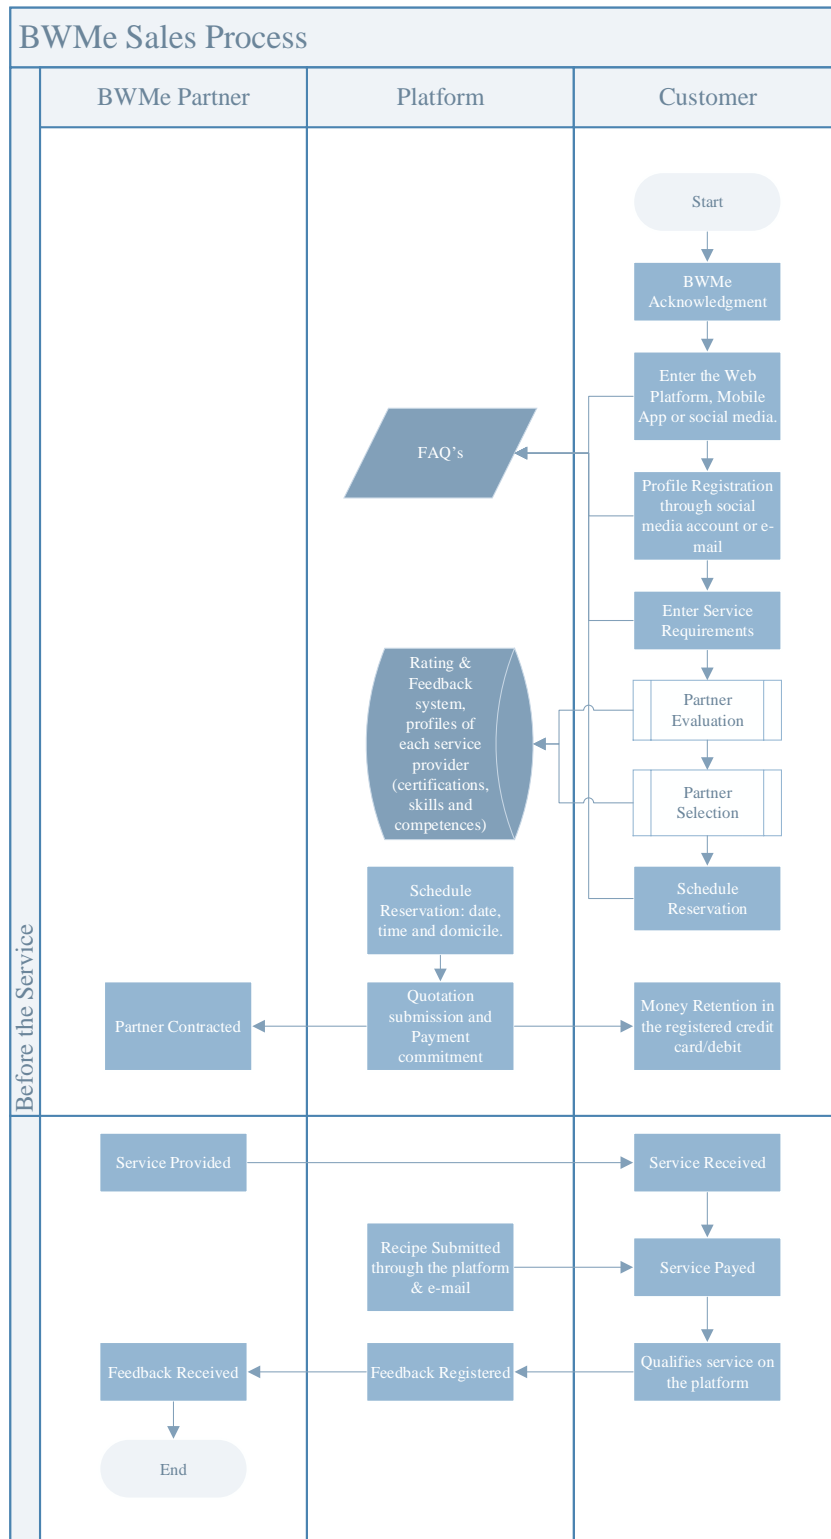 BWMe Sales Process
BWMe Partner
Platform
Customer
Before the Service
Start
BWMe
Acknowledgment
Enter the Web
Platform, Mobile
App or social media.
FAQ's
Profile Registration
through social
media account or e-
mail
Enter Service
Requirements
Rating &
Feedback
system,
profiles of
each service
provider
(certifications,
skills and
competences)
Partner
Evaluation
Partner
Selection
Schedule
Reservation: date,
time and domicile.
Schedule
Reservation
Partner Contracted
Quotation
submission and
Payment
commitment
Money Retention in
the registered credit
card/debit
Service Provided
Service Received
Recipe Submitted
through the platform
& e-mail
Service Payed
Feedback Received
Feedback Registered
Qualifies service on
the platform
End